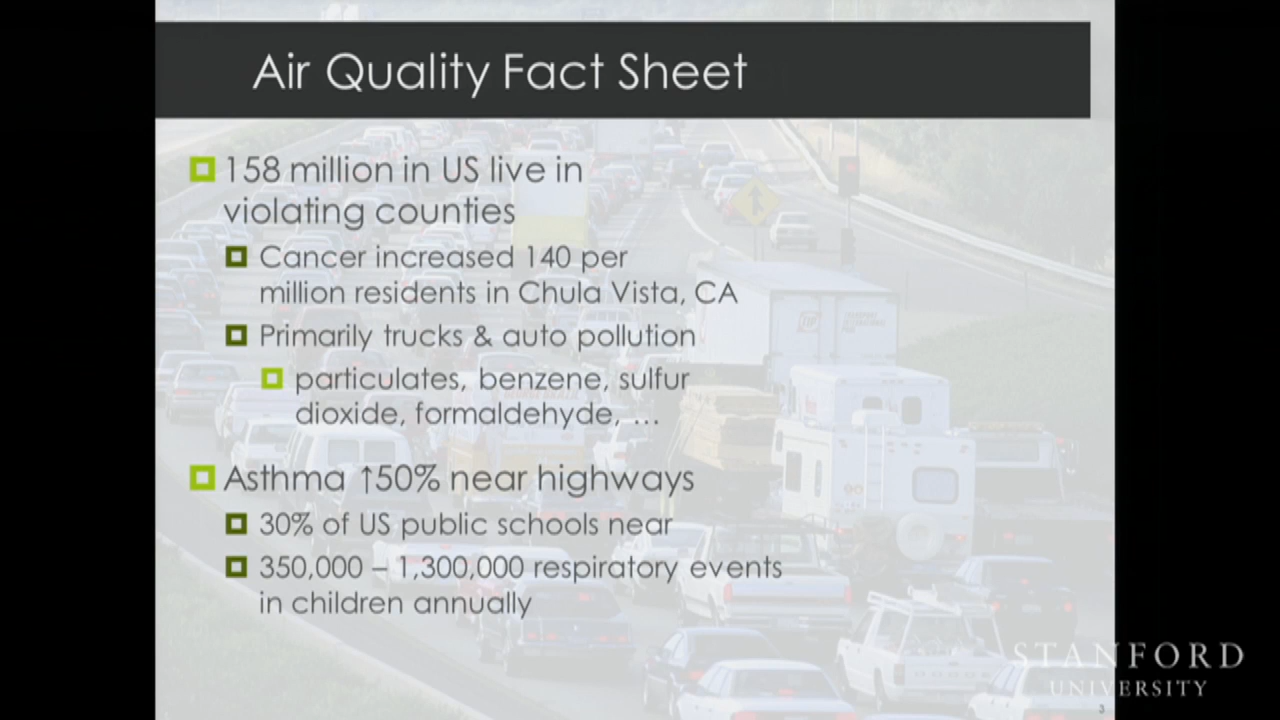 Air Quality Fact Sheet
158 million in US live in
violating counties
Cancer increased 140 per
million residents in Chula Vista, CA
Primarily trucks & auto pollution
particulates, benzene, sulfur
dioxide, formaldehyde, ...
Asthma ↑50% near highways
30% of US public schools near
350,000 – 1,300,000 respiratory events
in children annually
STANFORD
UNIVERSITY
3